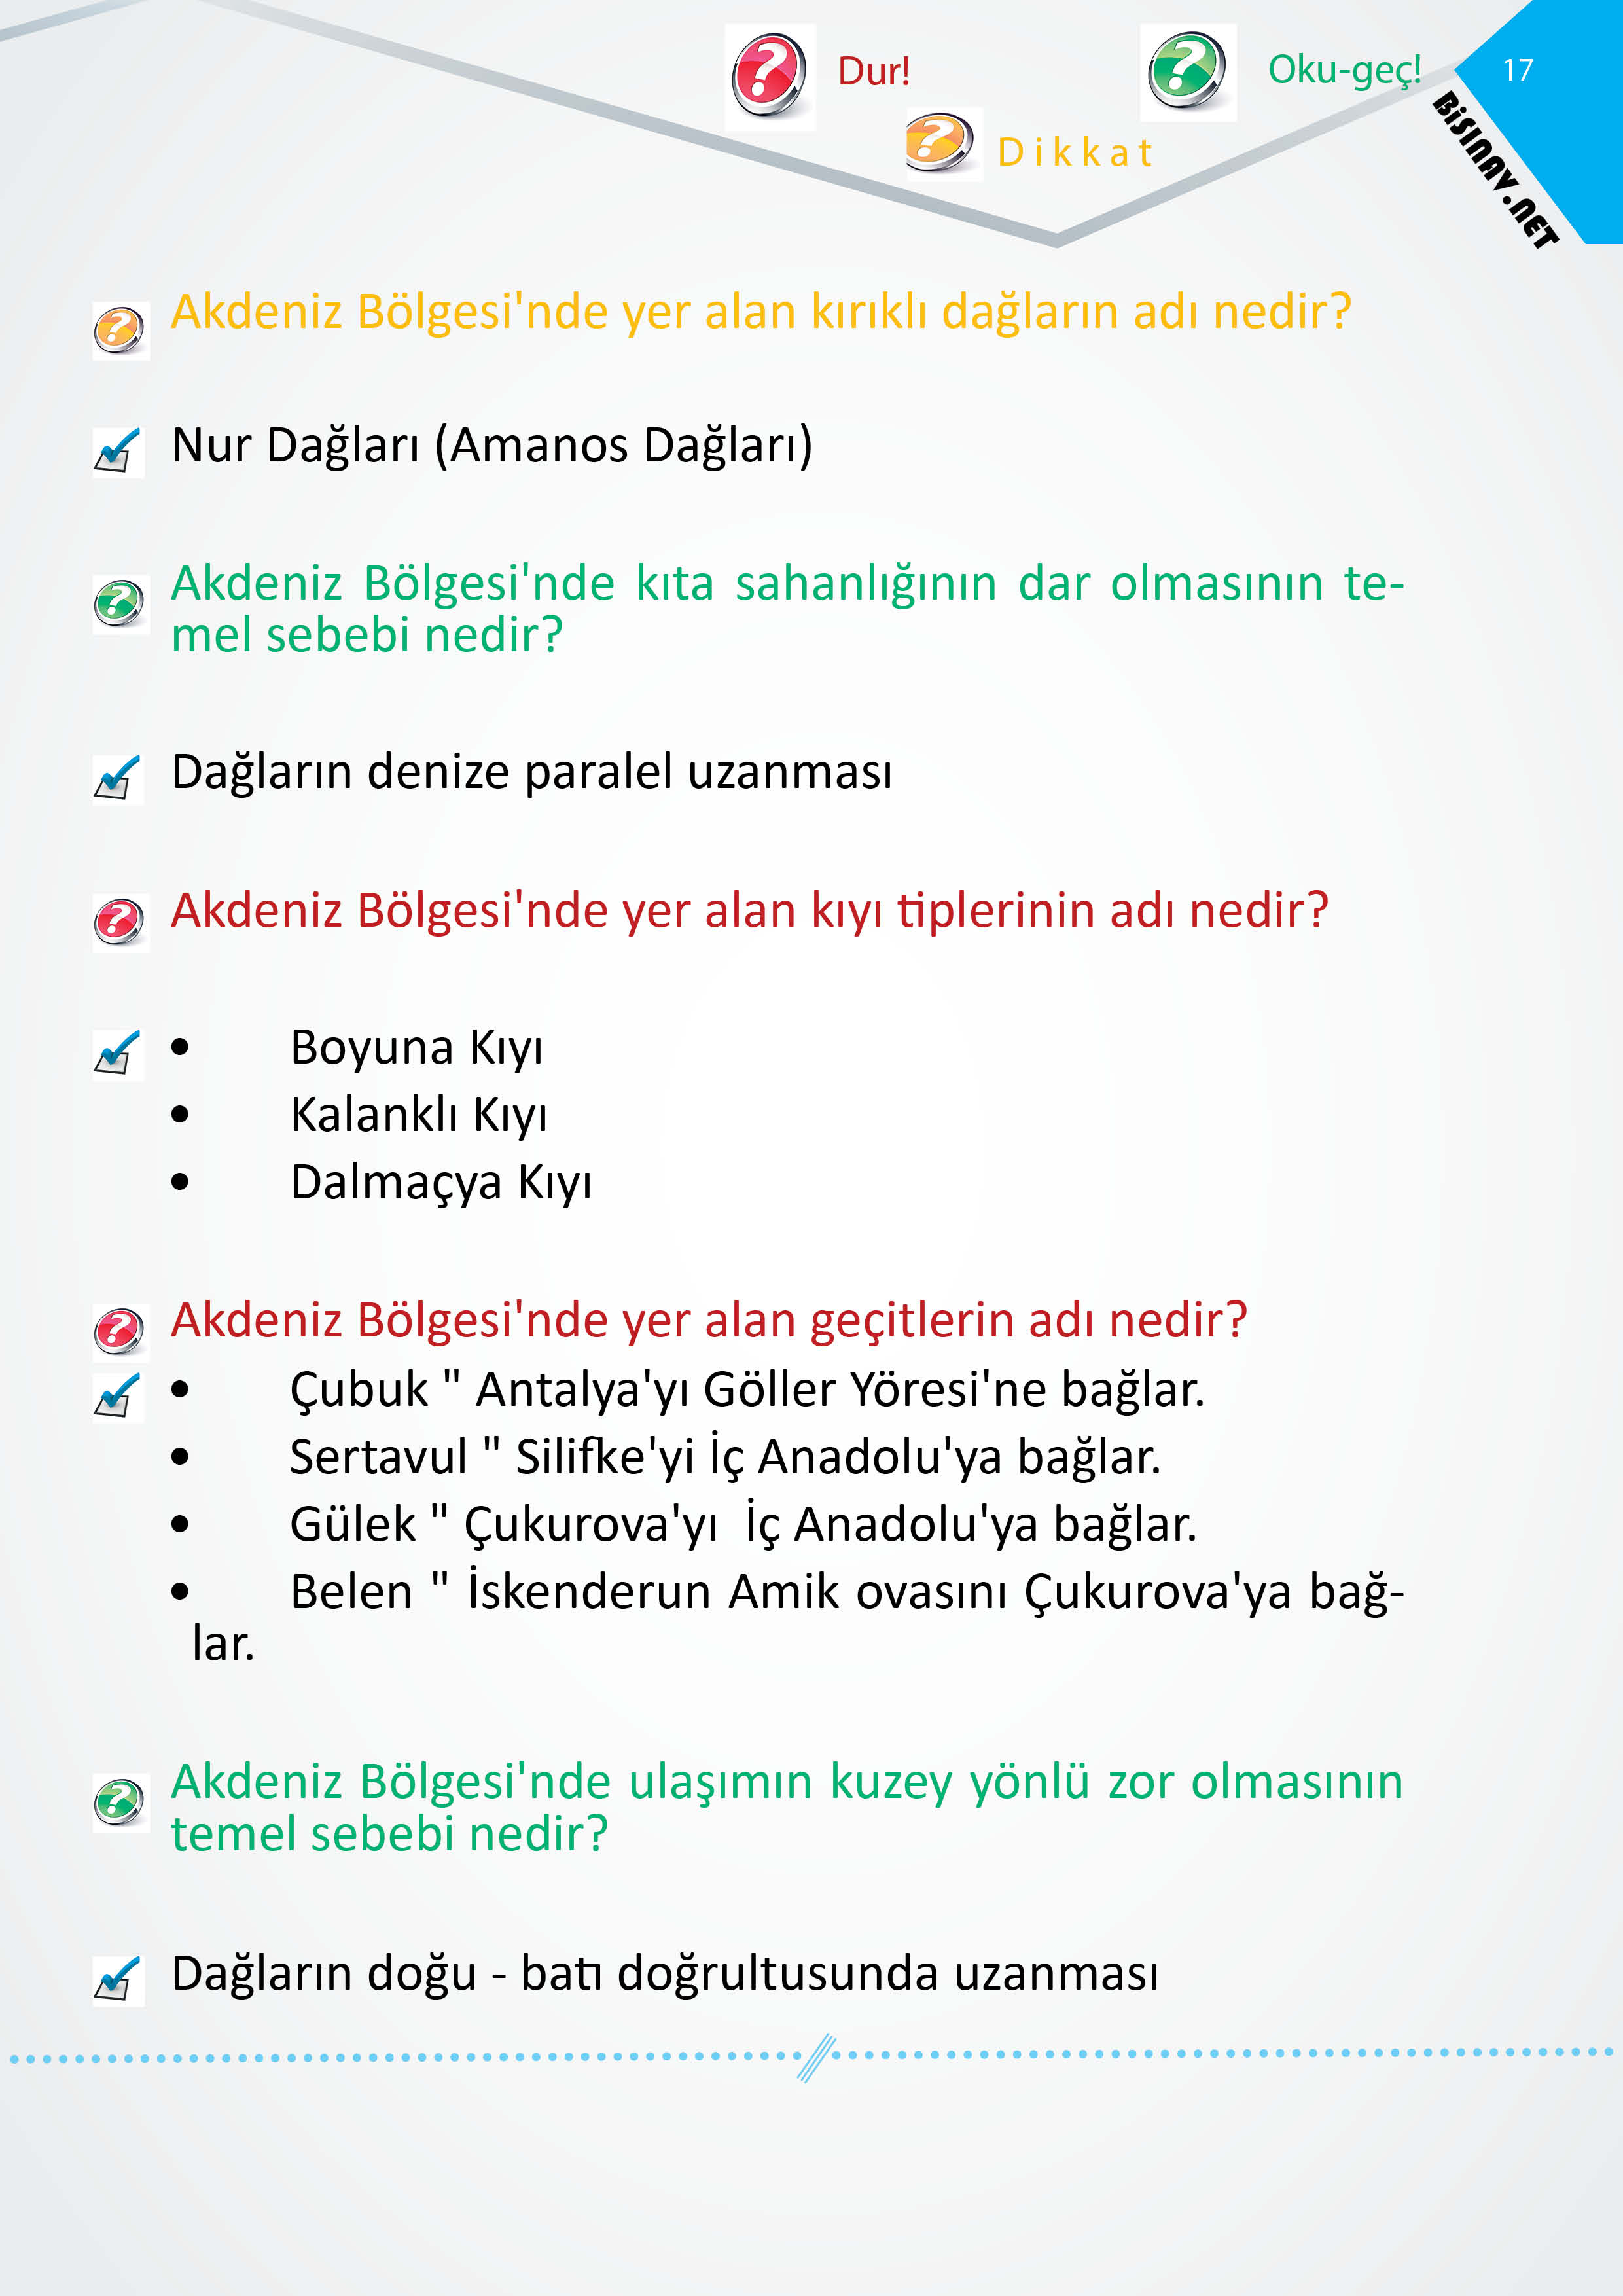 Dur!
Oku-geç!
17
Dikkat
BiSINAV.NET
Akdeniz Bölgesi'nde yer alan kırıklı dağların adı nedir?
Nur Dağları (Amanos Dağları)
Akdeniz Bölgesi'nde kıta sahanlığının dar olmasının te-
mel sebebi nedir?
Dağların denize paralel uzanması
Akdeniz Bölgesi'nde yer alan kıyı tiplerinin adı nedir?
• Boyuna Kıyı
• Kalanklı Kıyı
• Dalmaçya Kıyı
Akdeniz Bölgesi'nde yer alan geçitlerin adı nedir?
• Çubuk " Antalya'yı Göller Yöresi'ne bağlar.
• Sertavul " Silifke'yi İç Anadolu'ya bağlar.
• Gülek " Çukurova'yı  İç Anadolu'ya bağlar.
• Belen " İskenderun Amik ovasını Çukurova'ya bağ-
lar.
Akdeniz Bölgesi'nde ulaşımın kuzey yönlü zor olmasının
temel sebebi nedir?
Dağların doğu - batı doğrultusunda uzanması